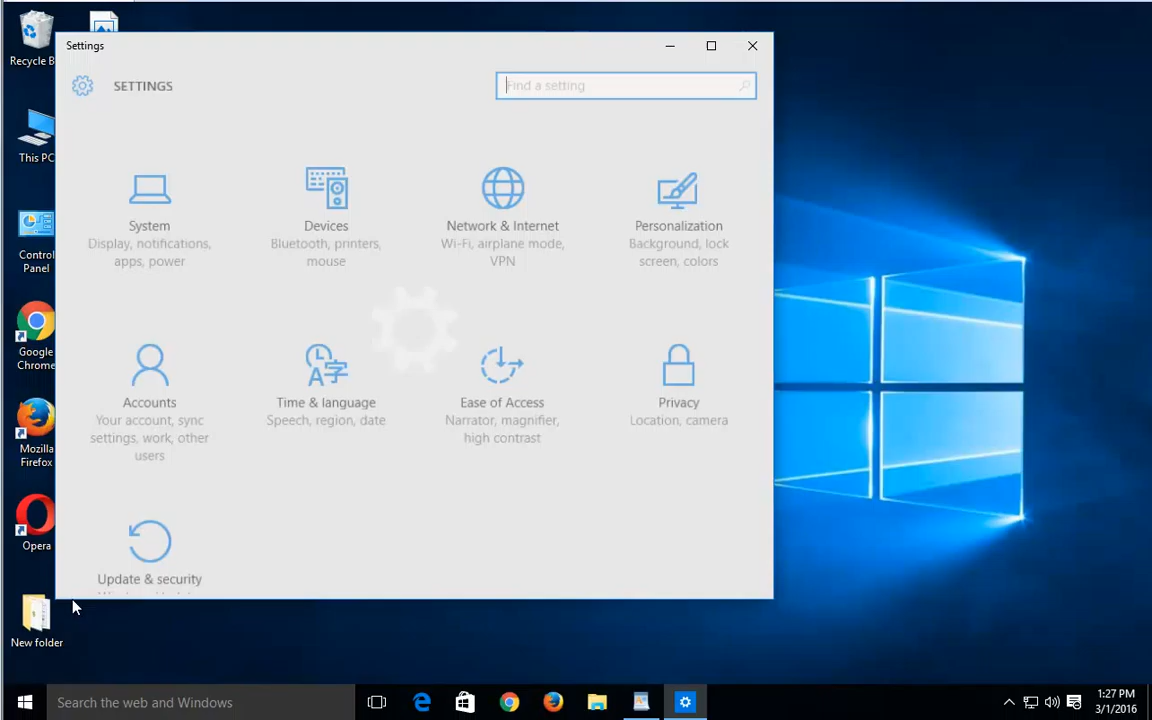 Recycle B
Settings
SETTINGS
Find a setting
This PC
System
Display, notifications,
apps, power
Devices
Bluetooth, printers,
mouse
Network & Internet
Wi-Fi, airplane mode,
VPN
Personalization
Background, lock
screen, colors
Control
Panel
Google
Chrome
Accounts
Your account, sync
settings, work, other
users
Time & language
Speech, region, date
Ease of Access
Narrator, magnifier,
high contrast
Privacy
Location, camera
Mozilla
Firefox
Opera
Update & security
New folder
Search the web and Windows
1:27 PM
3/1/2016